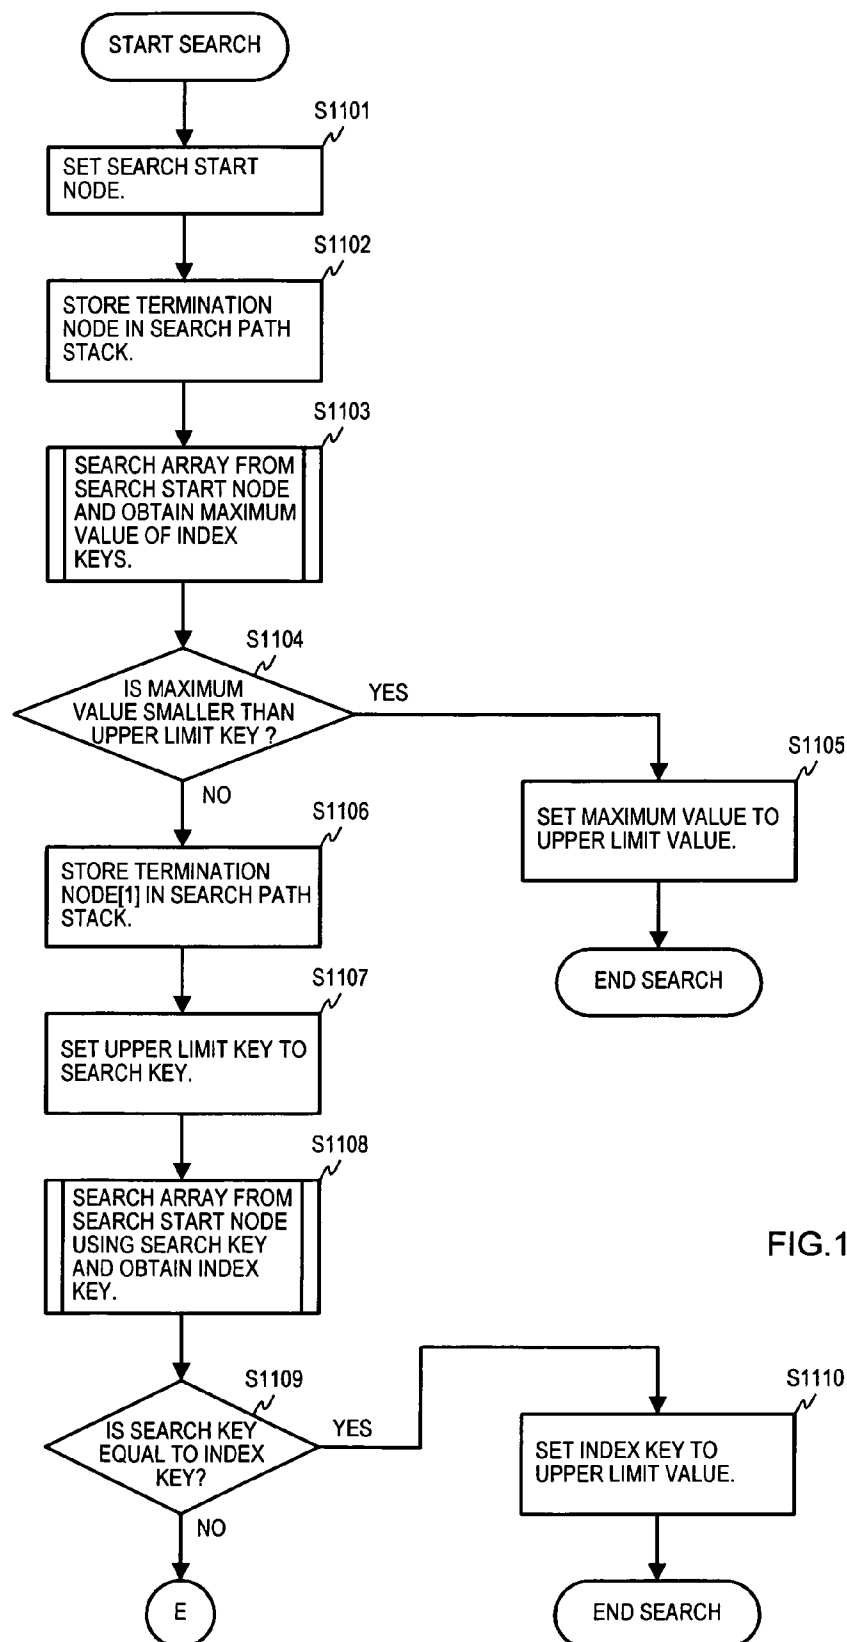 START SEARCH
S1101
SET SEARCH START
NODE.
S1102
STORE TERMINATION
NODE IN SEARCH PATH
STACK.
S1103
SEARCH ARRAY FROM
SEARCH START NODE
AND OBTAIN MAXIMUM
VALUE OF INDEX
KEYS.
S1104
IS MAXIMUM
VALUE SMALLER THAN
UPPER LIMIT KEY ?
YES
NO
S1105
SET MAXIMUM VALUE TO
UPPER LIMIT VALUE.
END SEARCH
S1106
STORE TERMINATION
NODE[1] IN SEARCH PATH
STACK.
S1107
SET UPPER LIMIT KEY TO
SEARCH KEY.
S1108
SEARCH ARRAY FROM
SEARCH START NODE
USING SEARCH KEY
AND OBTAIN INDEX
KEY.
FIG.1
S1109
IS SEARCH KEY
EQUAL TO INDEX
KEY?
YES
NO
S1110
SET INDEX KEY TO
UPPER LIMIT VALUE.
E
END SEARCH